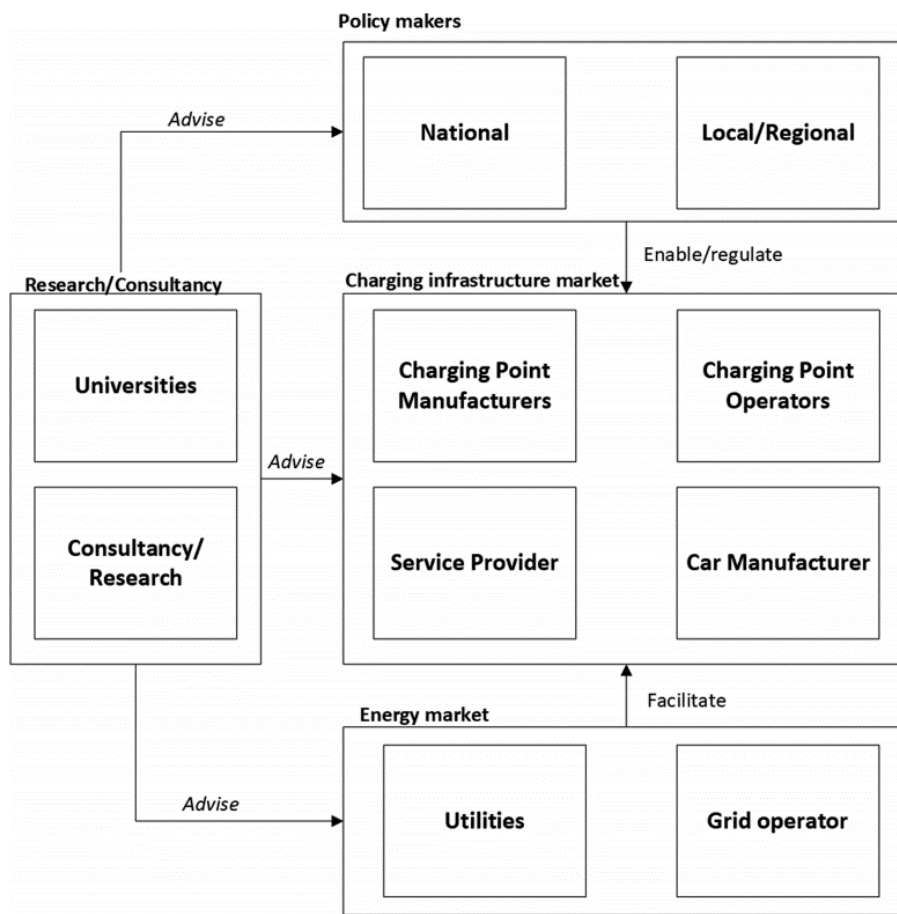 Policy makers
National
Local/Regional
Advise
Enable/regulate
Research/Consultancy
Charging infrastructure market
Universities
Charging Point
Manufacturers
Charging Point
Operators
Advise
Consultancy/
Research
Service Provider
Car Manufacturer
Facilitate
Energy market
Advise
Utilities
Grid operator